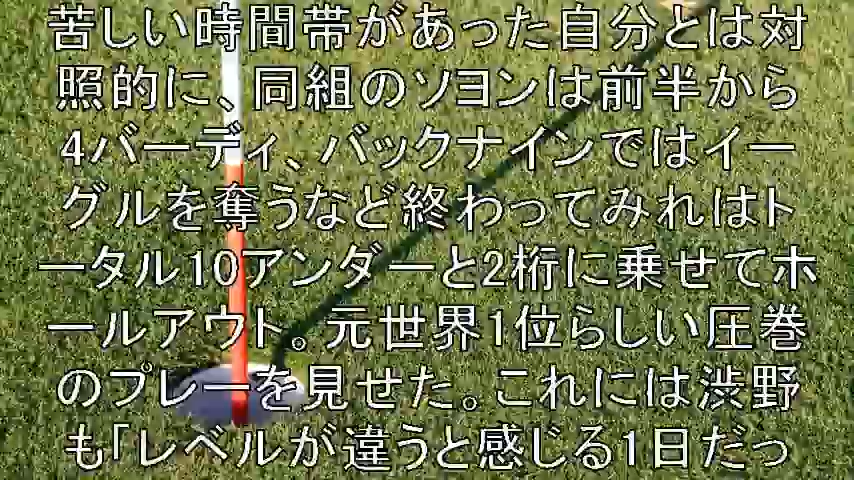 苦しい時間帯があった自分とは対
照的に、同組のソヨンは前半から
4バーディ、バックナインではイー
グルを奪うなど終わってみれはト
ータル10アンダーと2桁に乗せてホ
ールアウト。元世界1位らしい圧巻
のプレーを見せた。これには渋野
も「レベルが違うと感じる1日だっ